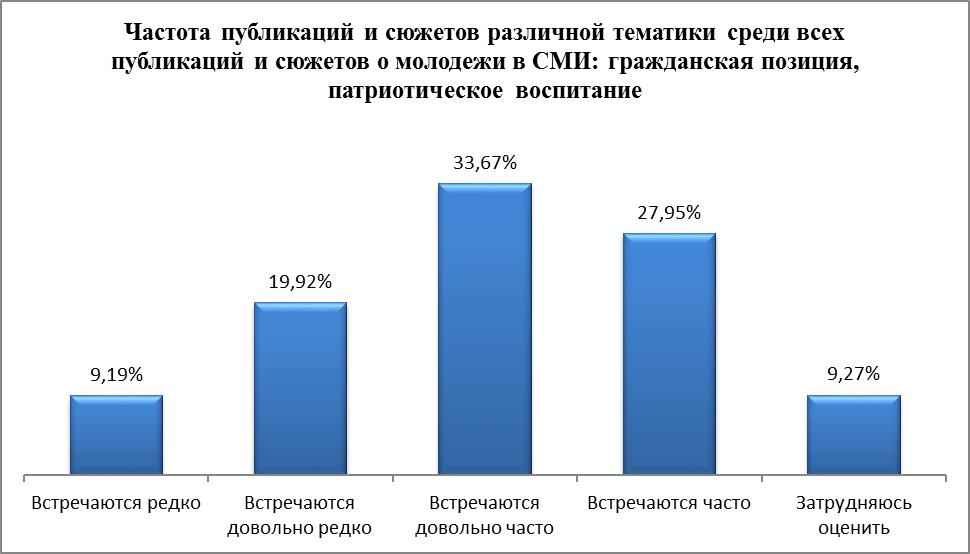 Частота публикаций и сюжетов различной тематики среди всех
публикаций и сюжетов о молодежи в СМИ: гражданская позиция,
патриотическое воспитание
33,67%
27,95%
19,92%
9,19%
9,27%
Встречаются редко
Встречаются
довольно редко
Встречаются
довольно часто
Встречаются часто
Затрудняюсь
оценить